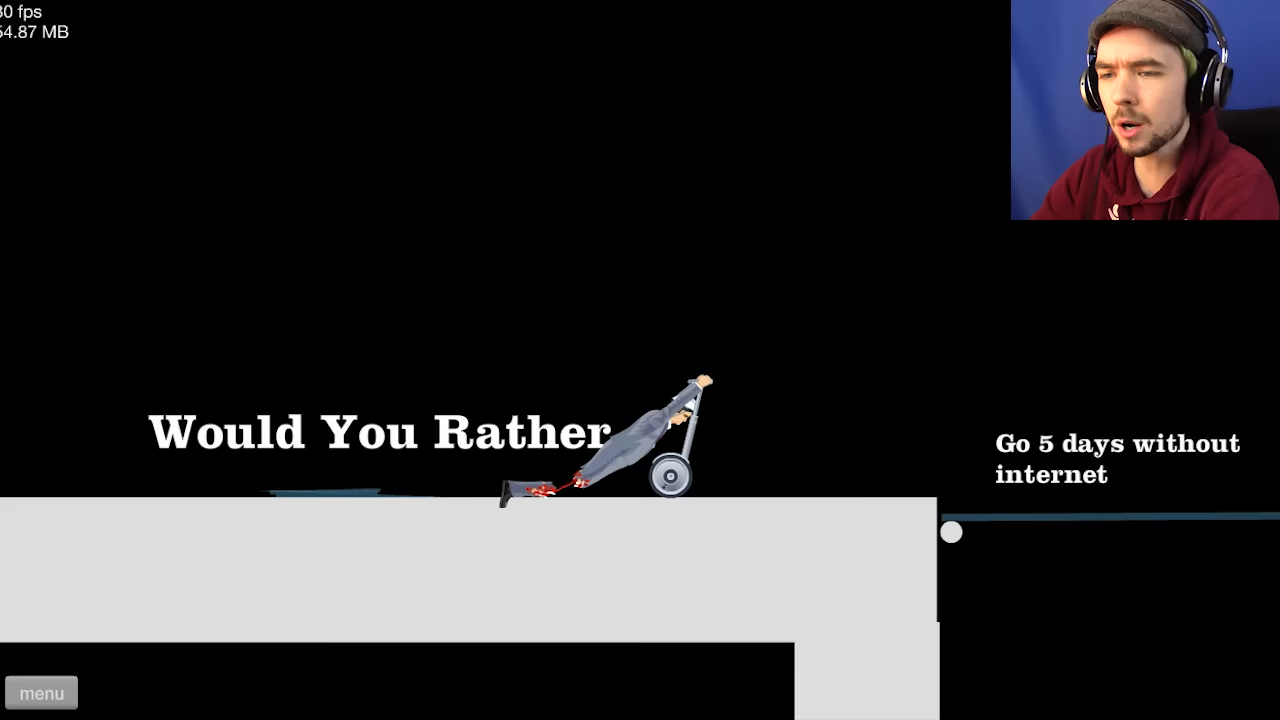 30 fps
54.87 MB
Would You Rather
Go 5 days without
internet
menu